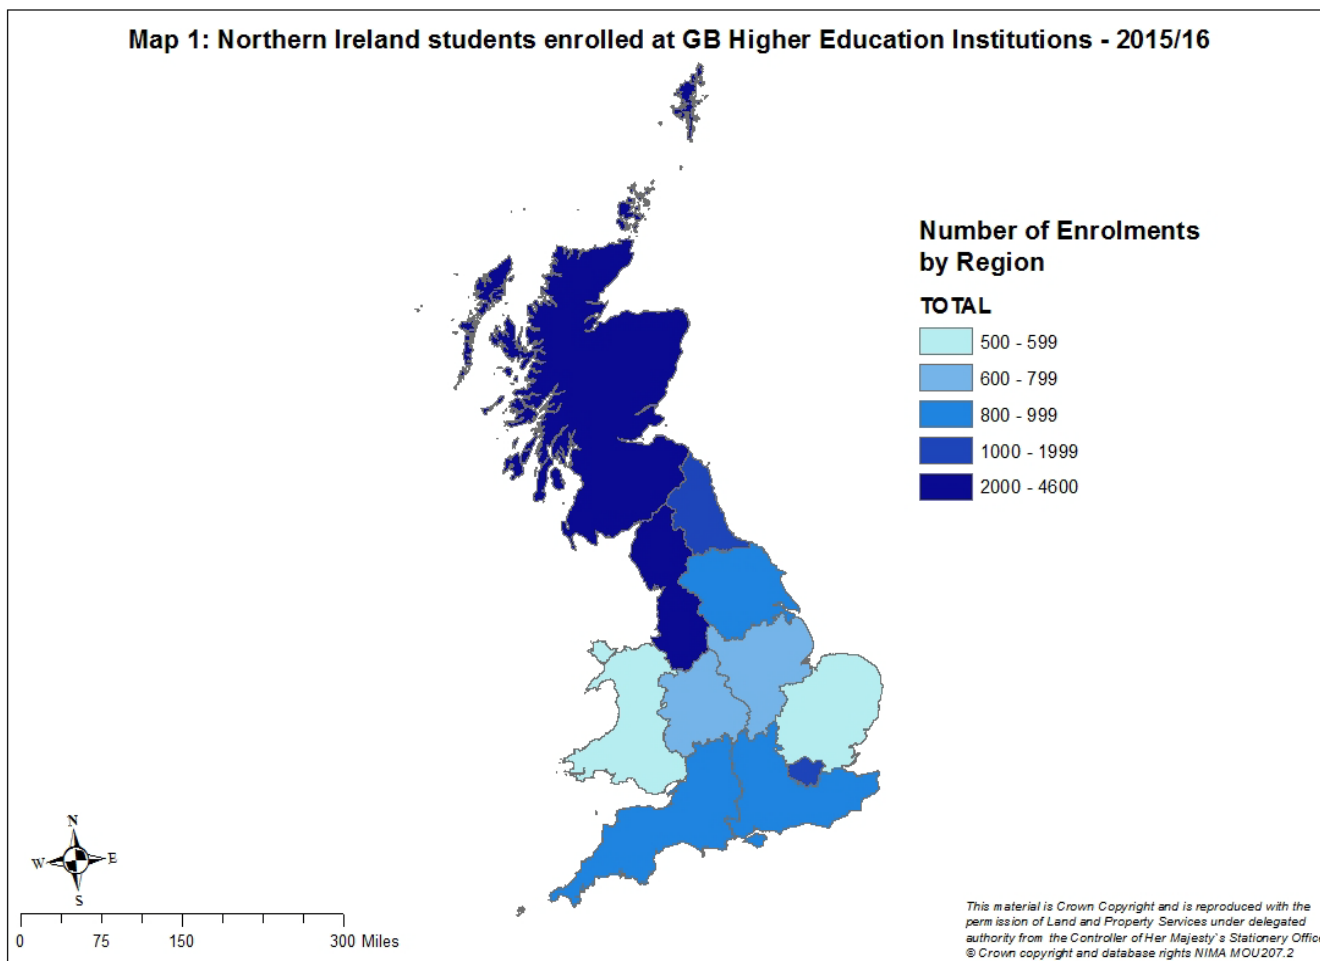 Map 1: Northern Ireland students enrolled at GB Higher Education Institutions - 2015/16
Number of Enrolments
by Region
TOTAL
500 - 599
600 - 799
800 - 999
1000 - 1999
2000 - 4600
N
W E
S
0 75 150 300 Miles
This material is Crown Copyright and is reproduced with the
permission of Land and Property Services under delegated
authority from the Controller of Her Majesty`s Stationery Office
© Crown copyright and database rights NIMA MOU207.2